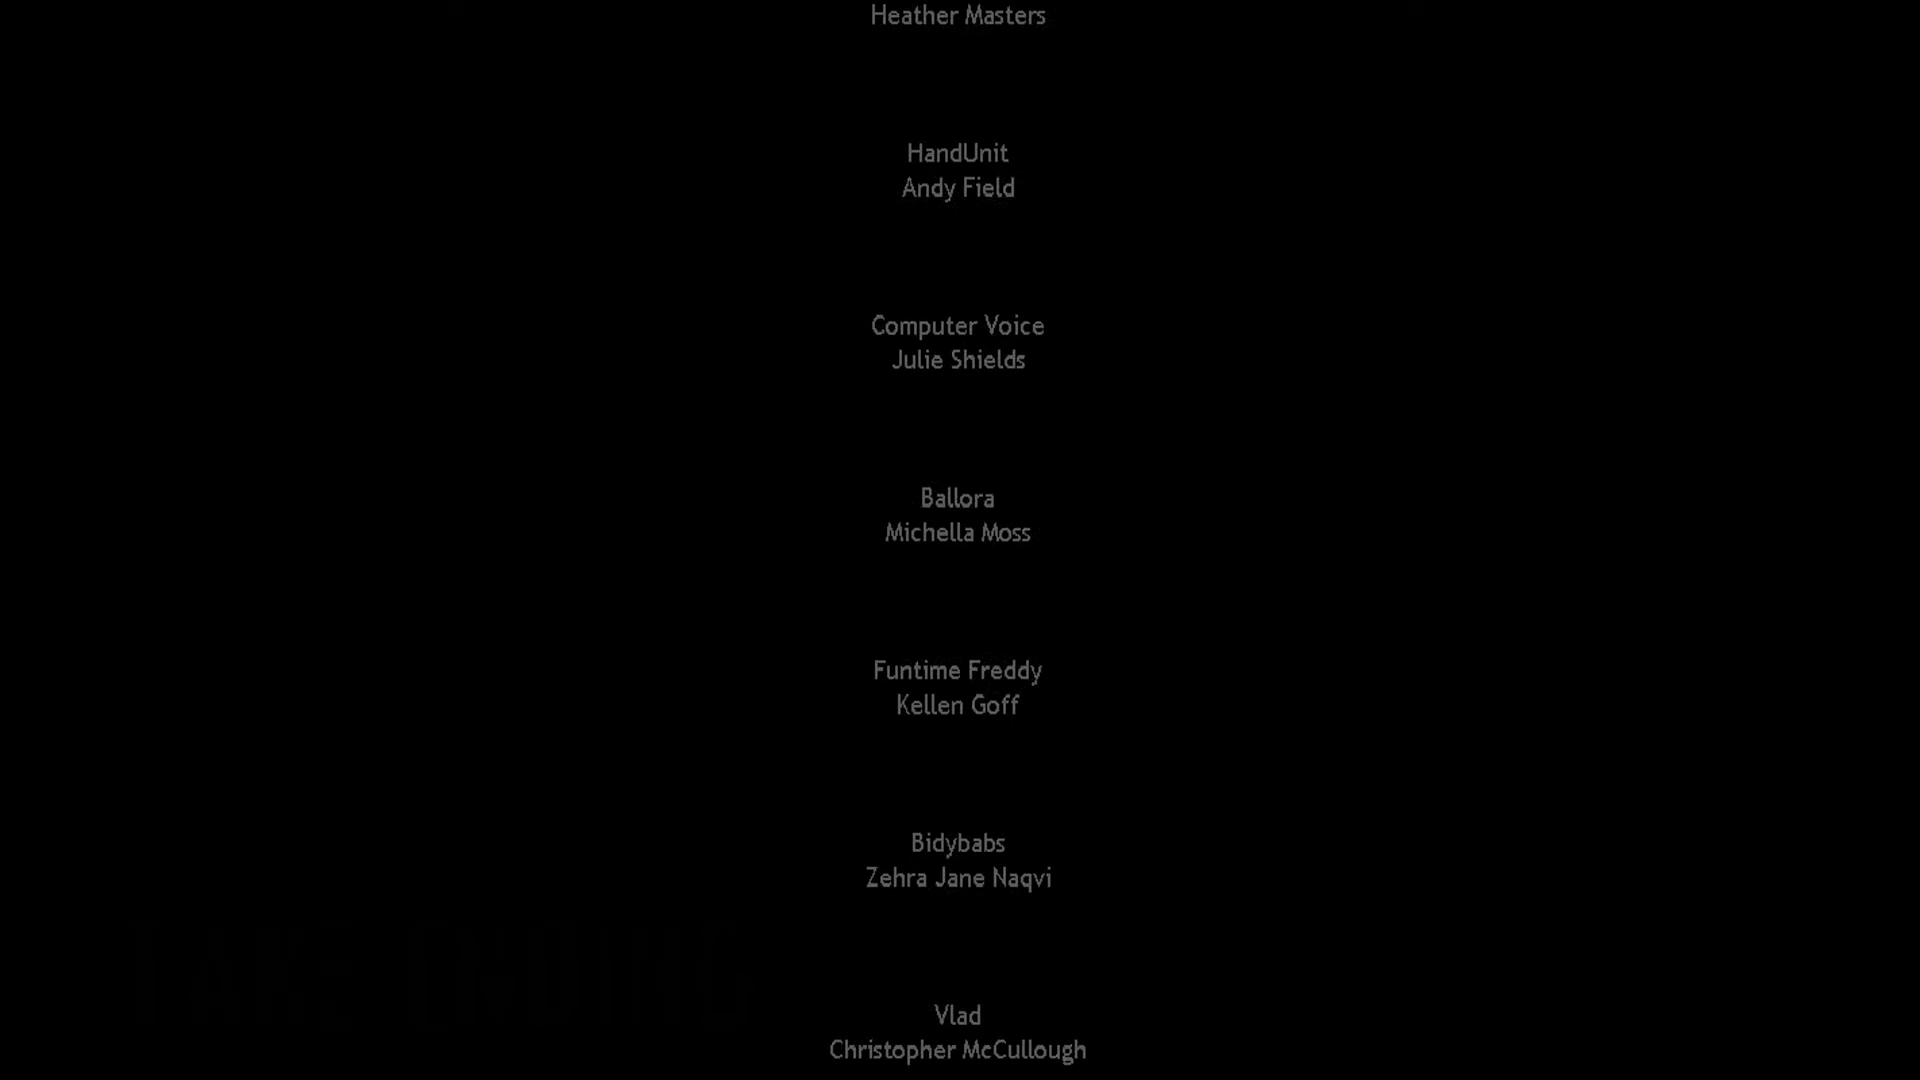 Heather Masters
HandUnit
Andy Field
Computer Voice
Julie Shields
Ballora
Michella Moss
Funtime Freddy
Kellen Goff
Bidybabs
Zehra Jane Naqvi
Vlad
Christopher McCullough